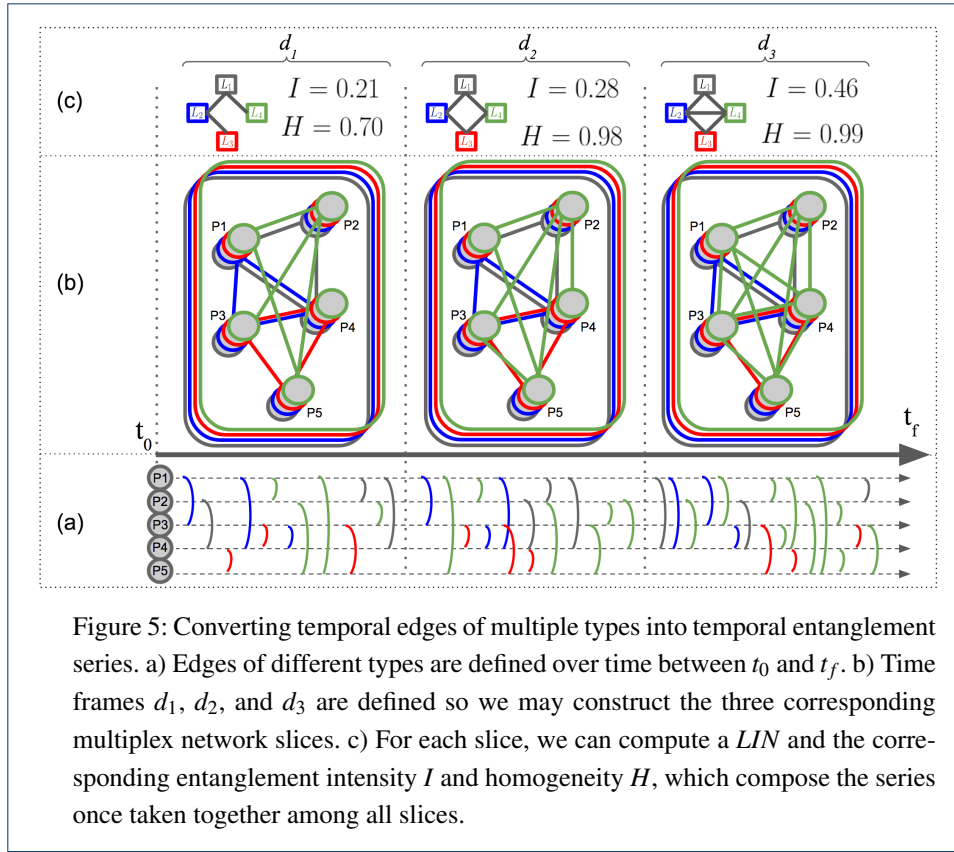 d1 d2 d3
(c)
L1
L2 L4
L3
I = 0.21
H = 0.70
L1
L2 L4
L3
I = 0.28
H = 0.98
L1
L2 L4
L3
I = 0.46
H = 0.99
(b)
P1
P2
P3
P4
P5
P1
P2
P3
P4
P5
P1
P2
P3
P4
P5
t0 tf
(a)
P1
P2
P3
P4
P5
Figure 5: Converting temporal edges of multiple types into temporal entanglement
series. a) Edges of different types are defined over time between t0 and tf. b) Time
frames d1, d2, and d3 are defined so we may construct the three corresponding
multiplex network slices. c) For each slice, we can compute a LIN and the corre-
sponding entanglement intensity I and homogeneity H, which compose the series
once taken together among all slices.